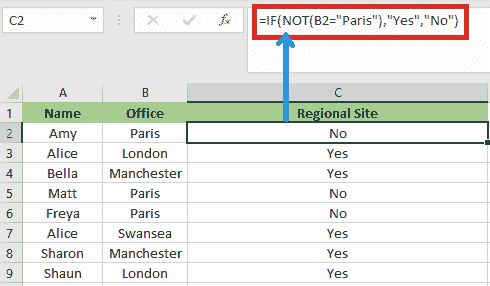 C2 fx =IF(NOT(B2="Paris"),"Yes","No")
A B C
1 Name Office Regional Site
2 Amy Paris No
3 Alice London Yes
4 Bella Manchester Yes
5 Matt Paris No
6 Freya Paris No
7 Alice Swansea Yes
8 Sharon Manchester Yes
9 Shaun London Yes